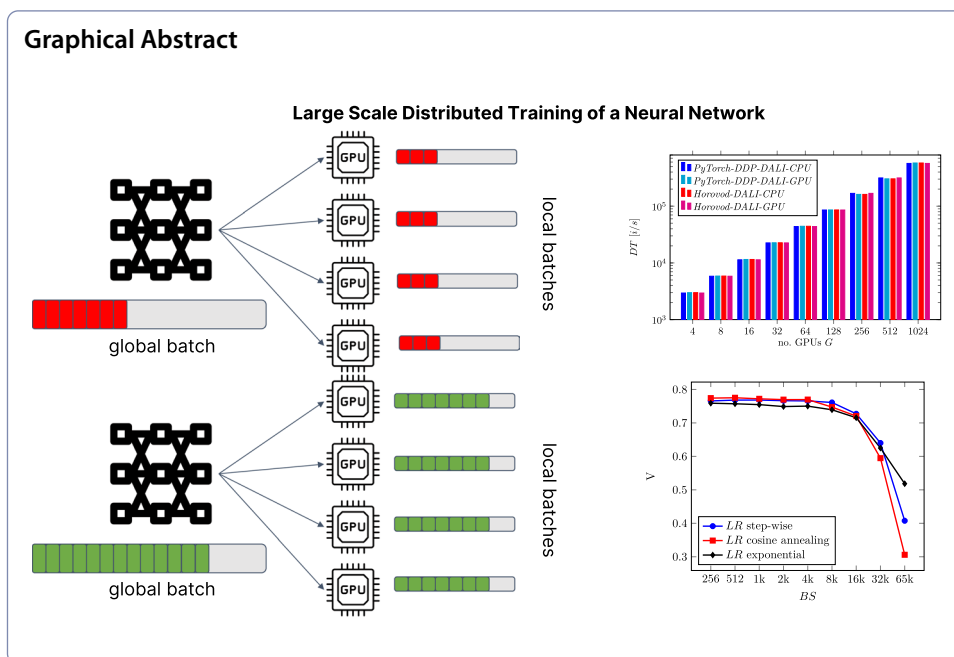 Graphical Abstract
Large Scale Distributed Training of a Neural Network
global batch
GPU
GPU
GPU
GPU
local batches
global batch
GPU
GPU
GPU
GPU
local batches
PyTorch-DDP-DALI-CPU
PyTorch-DDP-DALI-GPU
Horovod-DALI-CPU
Horovod-DALI-GPU
DT [i/s]
10^5
10^4
10^3
4 8 16 32 64 128 256 512 1024
no. GPUs G
V
0.8
0.7
0.6
0.5
0.4
0.3
LR step-wise
LR cosine annealing
LR exponential
256 512 1k 2k 4k 8k 16k 32k 65k
BS